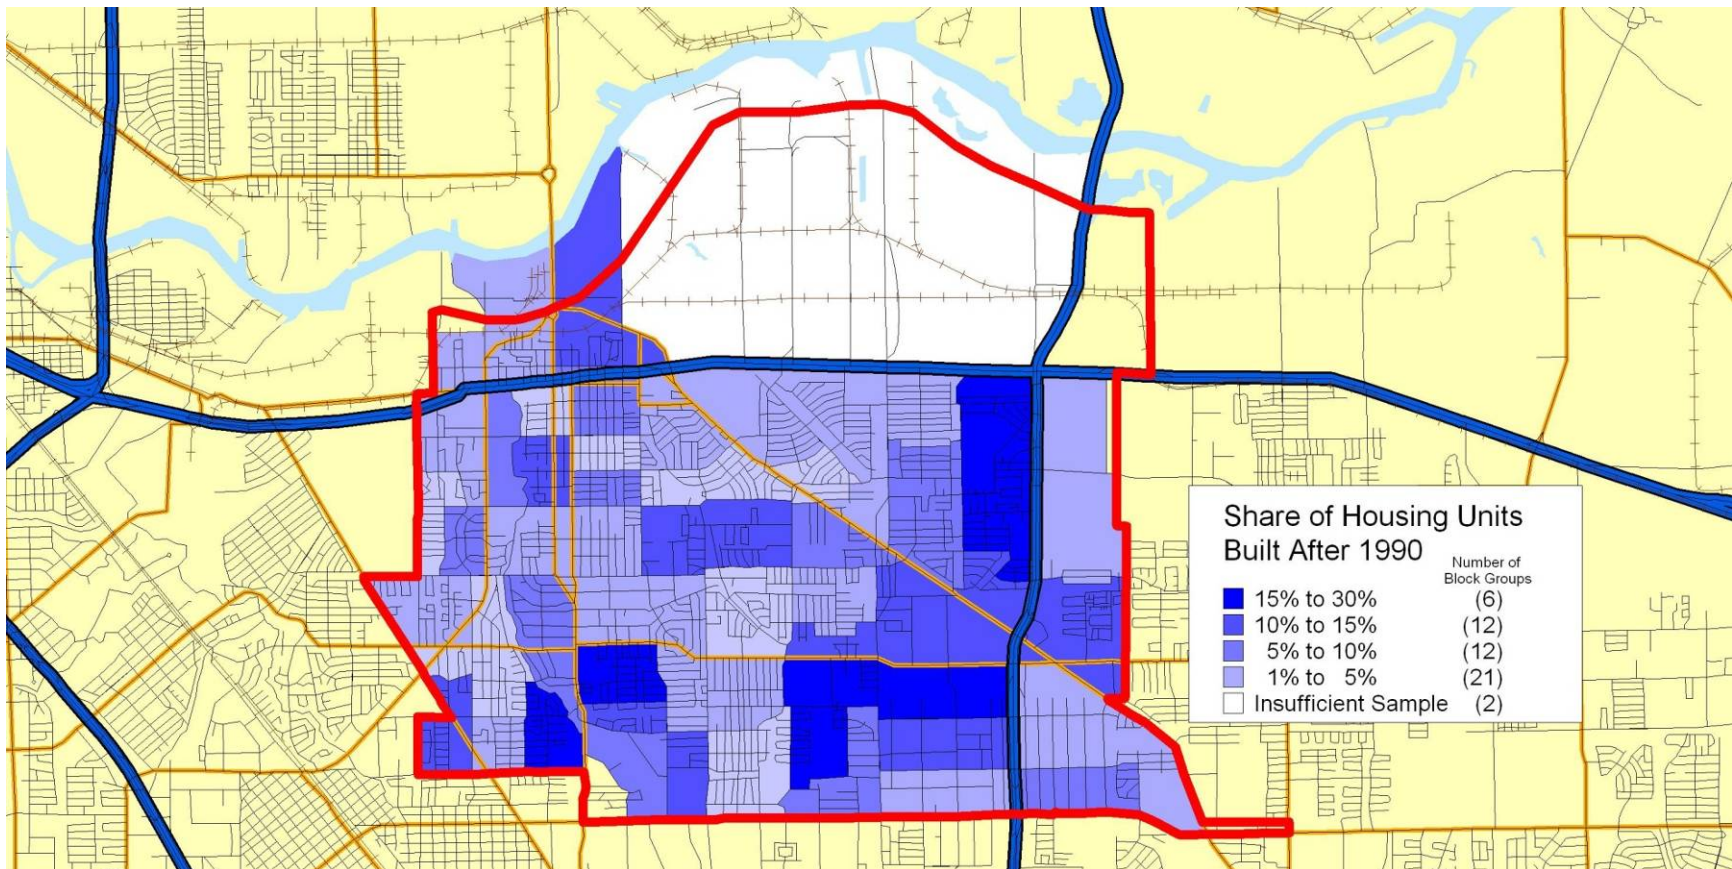 Share of Housing Units
Built After 1990
Number of
Block Groups
15% to 30% (6)
10% to 15% (12)
5% to 10% (12)
1% to 5% (21)
Insufficient Sample (2)